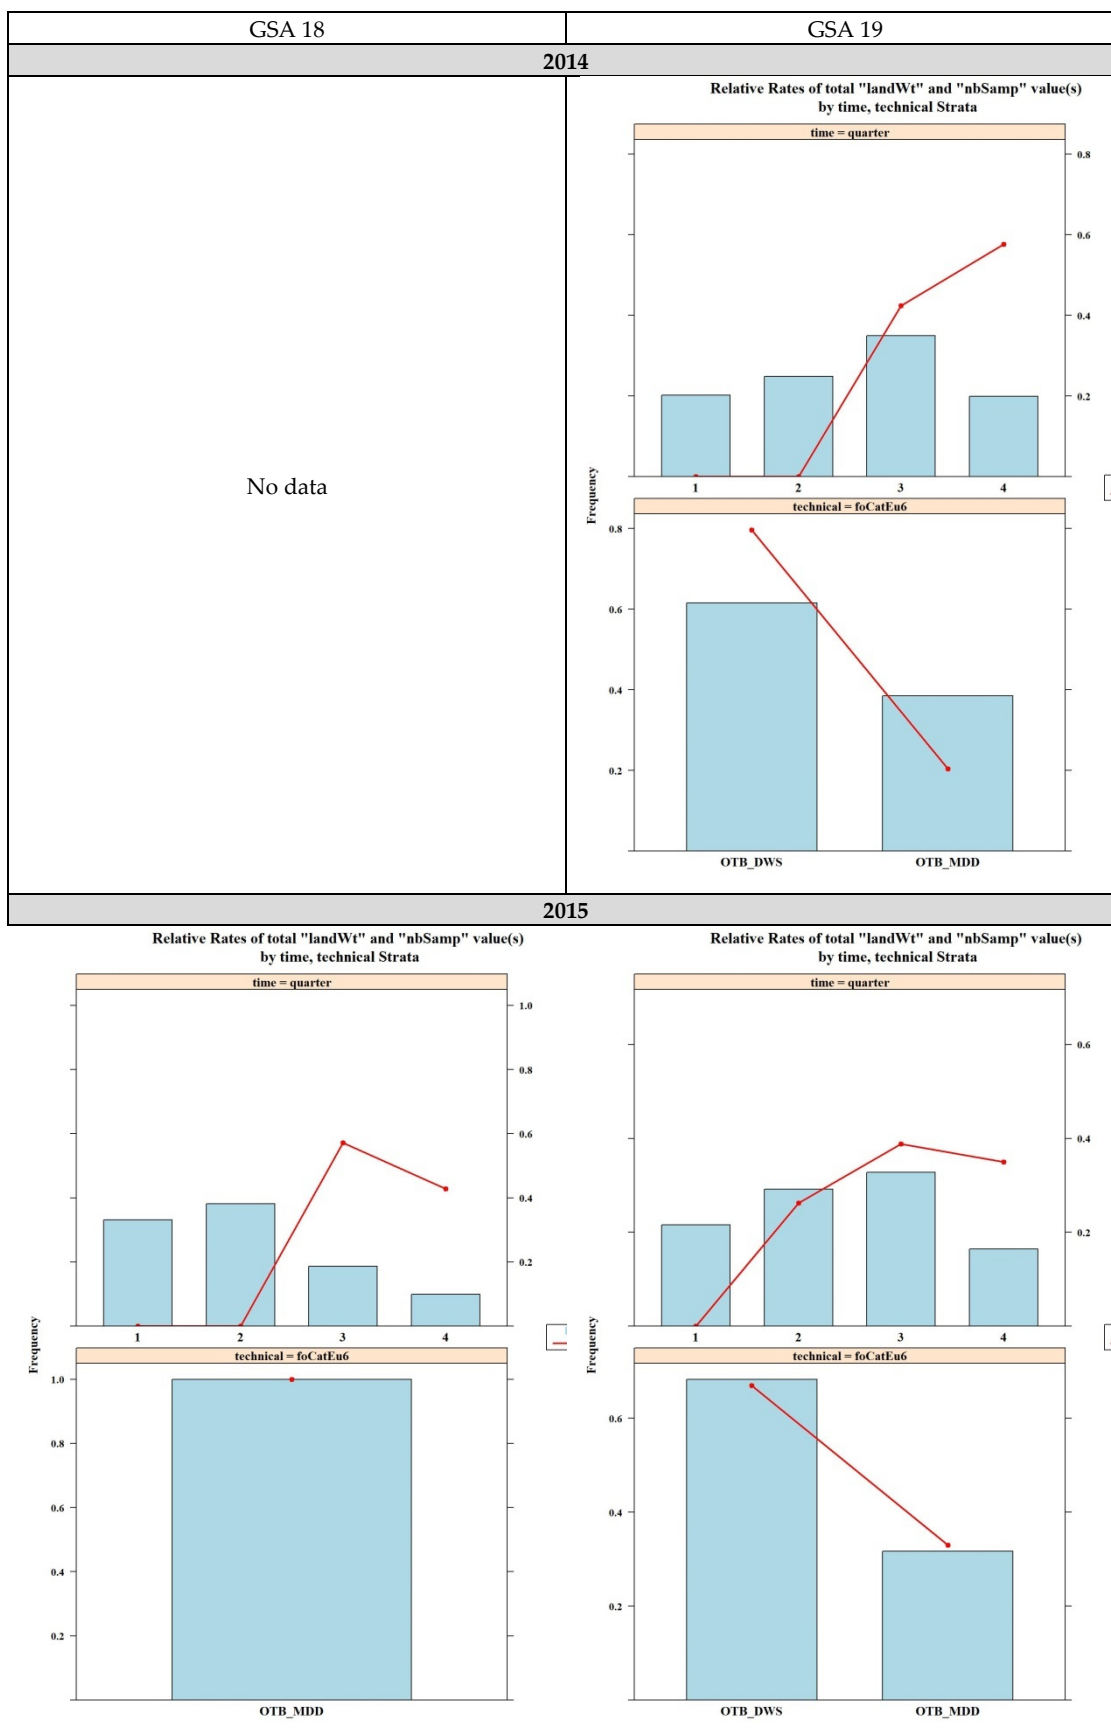 GSA 18
GSA 19
2014
No data
Relative Rates of total "landWt" and "nbSamp" value(s)
by time, technical Strata
time = quarter
0.8
0.6
0.4
0.2
1 2 3 4
Frequency
technical = foCatEu6
0.8
0.6
0.4
0.2
OTB_DWS OTB_MDD
2015
Relative Rates of total "landWt" and "nbSamp" value(s)
by time, technical Strata
time = quarter
1.0
0.8
0.6
0.4
0.2
1 2 3 4
Frequency
technical = foCatEu6
1.0
0.8
0.6
0.4
0.2
OTB_MDD
Relative Rates of total "landWt" and "nbSamp" value(s)
by time, technical Strata
time = quarter
0.6
0.4
0.2
1 2 3 4
Frequency
technical = foCatEu6
0.6
0.4
0.2
OTB_DWS OTB_MDD